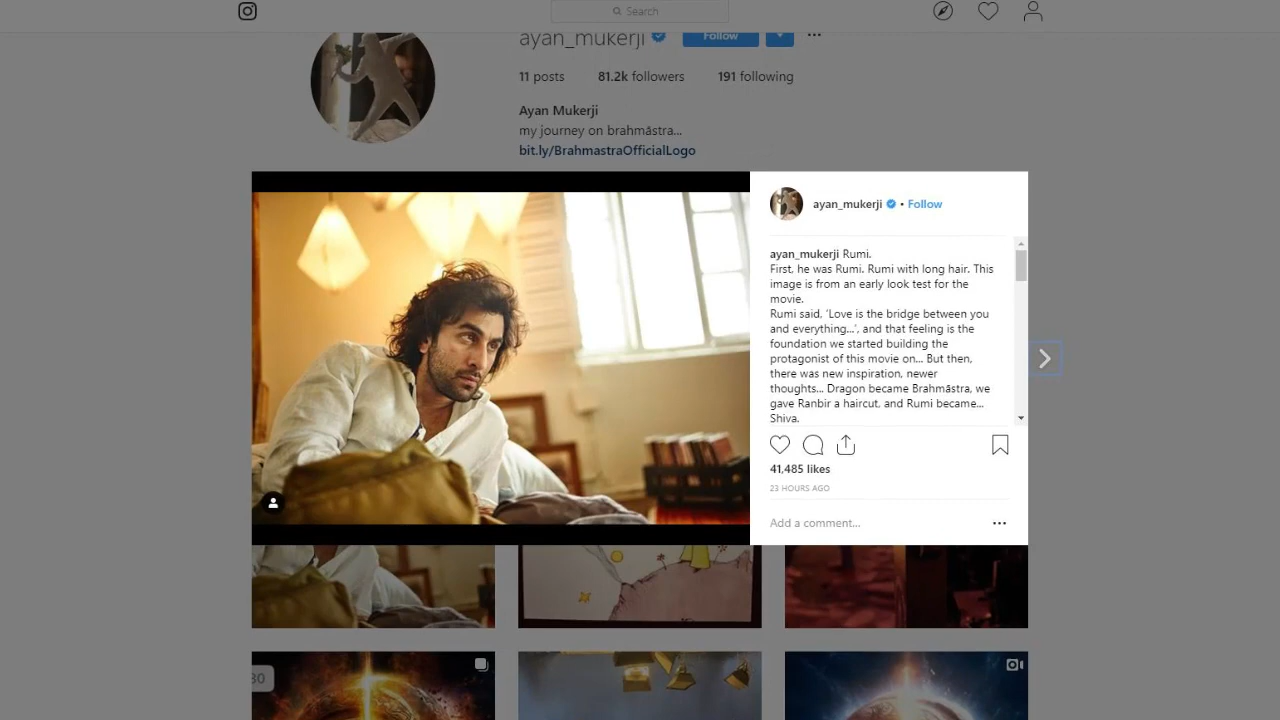 Search
ayan_mukerji
Follow
11 posts
81.2k followers
191 following
Ayan Mukerji
my journey on brahmāstra...
bit.ly/BrahmastraOfficialLogo
ayan_mukerji • Follow
ayan_mukerji Rumi.
First, he was Rumi. Rumi with long hair. This
image is from an early look test for the
movie.
Rumi said, 'Love is the bridge between you
and everything...', and that feeling is the
foundation we started building the
protagonist of this movie on... But then,
there was new inspiration, newer
thoughts... Dragon became Brahmāstra, we
gave Ranbir a haircut, and Rumi became...
Shiva.
41,485 likes
23 HOURS AGO
Add a comment...